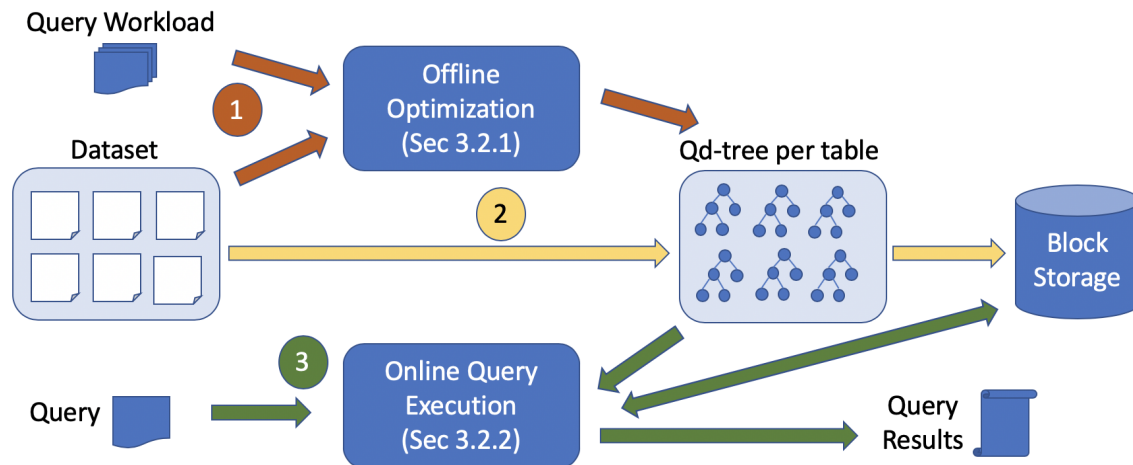 Query Workload
1
Offline
Optimization
(Sec 3.2.1)
Dataset
Qd-tree per table
2
Block
Storage
3
Query
Online Query
Execution
(Sec 3.2.2)
Query
Results